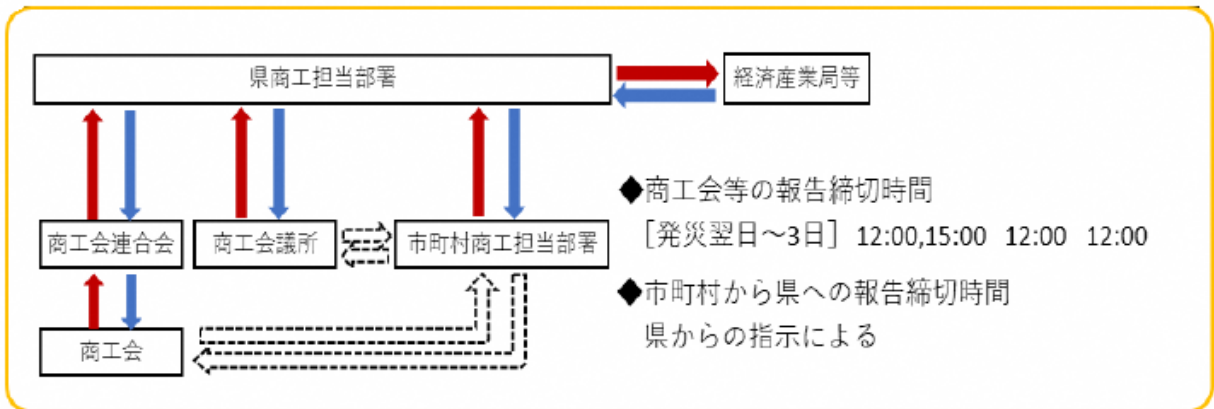 県商工担当部署
経済産業局等
商工会連合会
商工会議所
市町村商工担当部署
商工会
◆商工会等の報告締切時間
[発災翌日～3日] 12:00,15:00 12:00 12:00
◆市町村から県への報告締切時間
県からの指示による